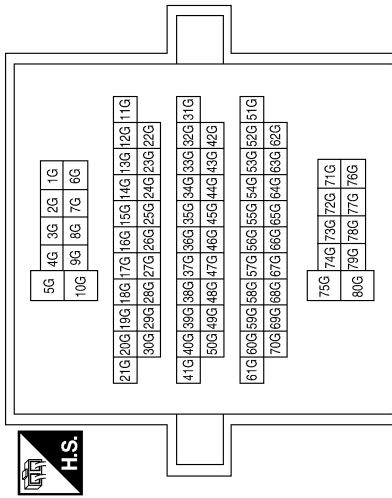 H.S.
5G 4G 3G 2G 1G
10G 9G 8G 7G 6G
21G 20G 19G 18G 17G 16G 15G 14G 13G 12G 11G
30G 29G 28G 27G 26G 25G 24G 23G 22G
41G 40G 39G 38G 37G 36G 35G 34G 33G 32G 31G
50G 49G 48G 47G 46G 45G 44G 43G 42G
61G 60G 59G 58G 57G 56G 55G 54G 53G 52G 51G
70G 69G 68G 67G 66G 65G 64G 63G 62G
75G 74G 73G 72G 71G
80G 79G 78G 77G 76G